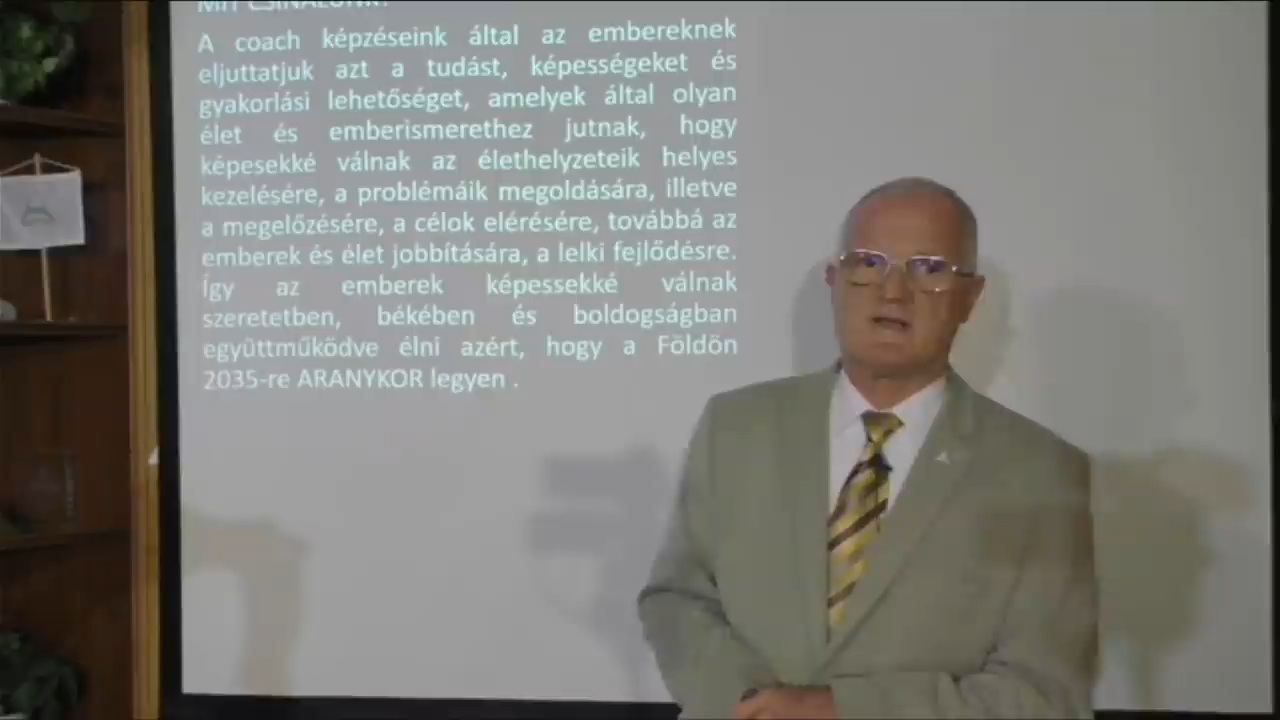 MIT CSINÁLUNK?
A coach képzéseink által az embereknek
eljuttatjuk azt a tudást, képességeket és
gyakorlási lehetőséget, amelyek által olyan
élet és emberismerethez jutnak, hogy
képesekké válnak az élethelyzeteik helyes
kezelésére, a problémáik megoldására, illetve
a megelőzésére, a célok elérésére, továbbá az
emberek és élet jobbítására, a lelki fejlődésre.
Így az emberek képessekké válnak
szeretetben, békében és boldogságban
együttműködve élni azért, hogy a Földön
2035-re ARANYKOR legyen .